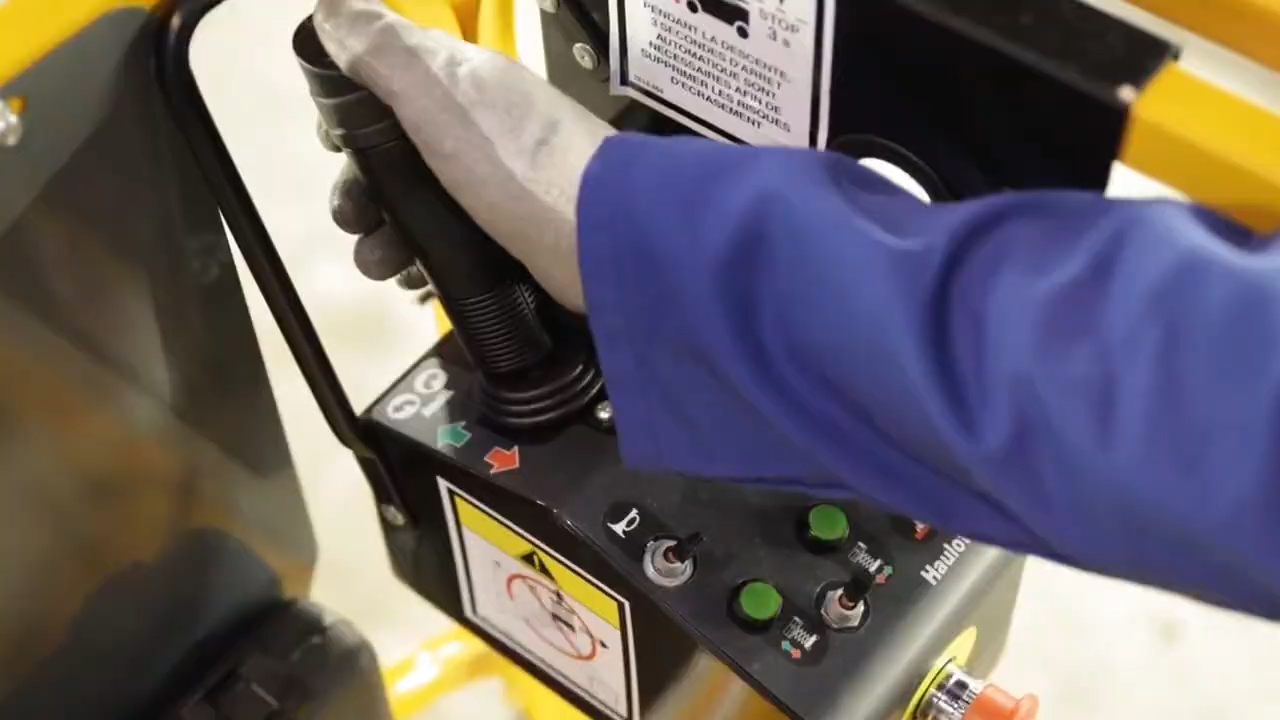 STOP
3 s
PENDANT LA DESCENTE
3 SECONDES D'ARRET
AUTOMATIQUE SONT
NECESSAIRES AFIN DE
SUPPRIMER LES RISQUES
D'ECRASEMENT
Haulot